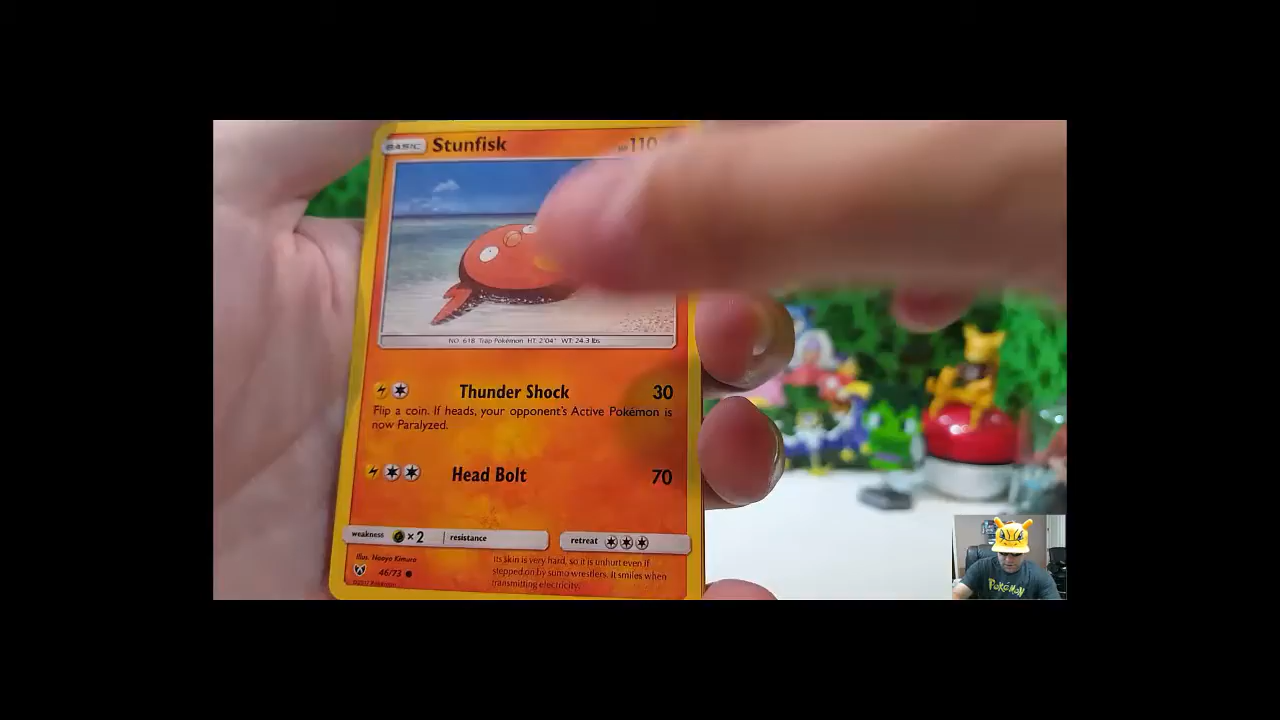 BASIC Stunfisk HP 110
NO. 618 Trap Pokémon HT: 2'04" WT: 24.3 lbs
Thunder Shock 30
Flip a coin. If heads, your opponent's Active Pokémon is
now Paralyzed.
Head Bolt 70
weakness ×2 resistance retreat
Illus. Naoyo Kimura
46/73
©2017 Pokémon
Its skin is very hard, so it is unhurt even if
stepped on by sumo wrestlers. It smiles when
transmitting electricity.
POKÉMON